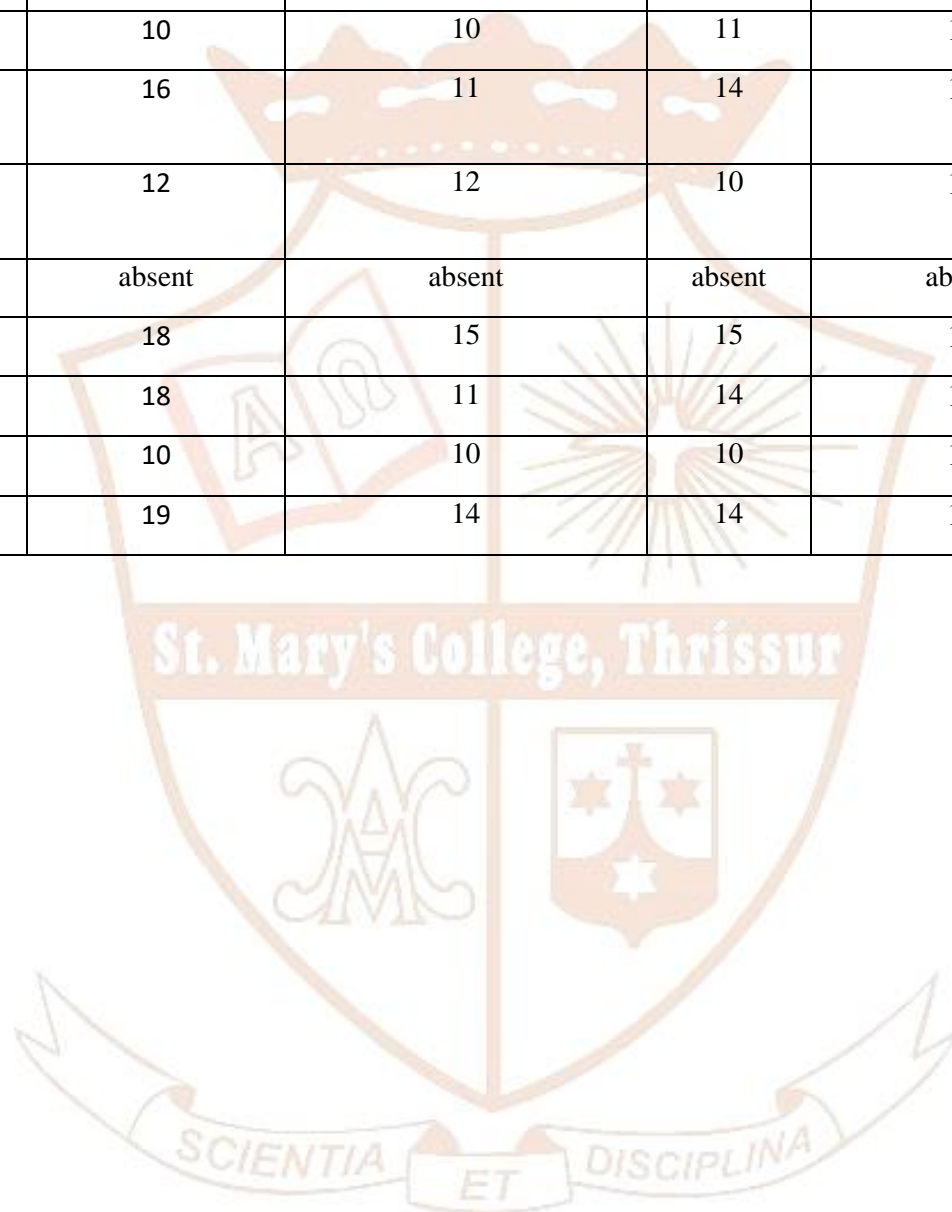 10 10 11
16 11 14
12 12 10
absent absent absent ab
18 15 15
18 11 14
10 10 10
19 14 14
Α Ω
St. Mary's College, Thrissur
SCIENTIA ET DISCIPLINA